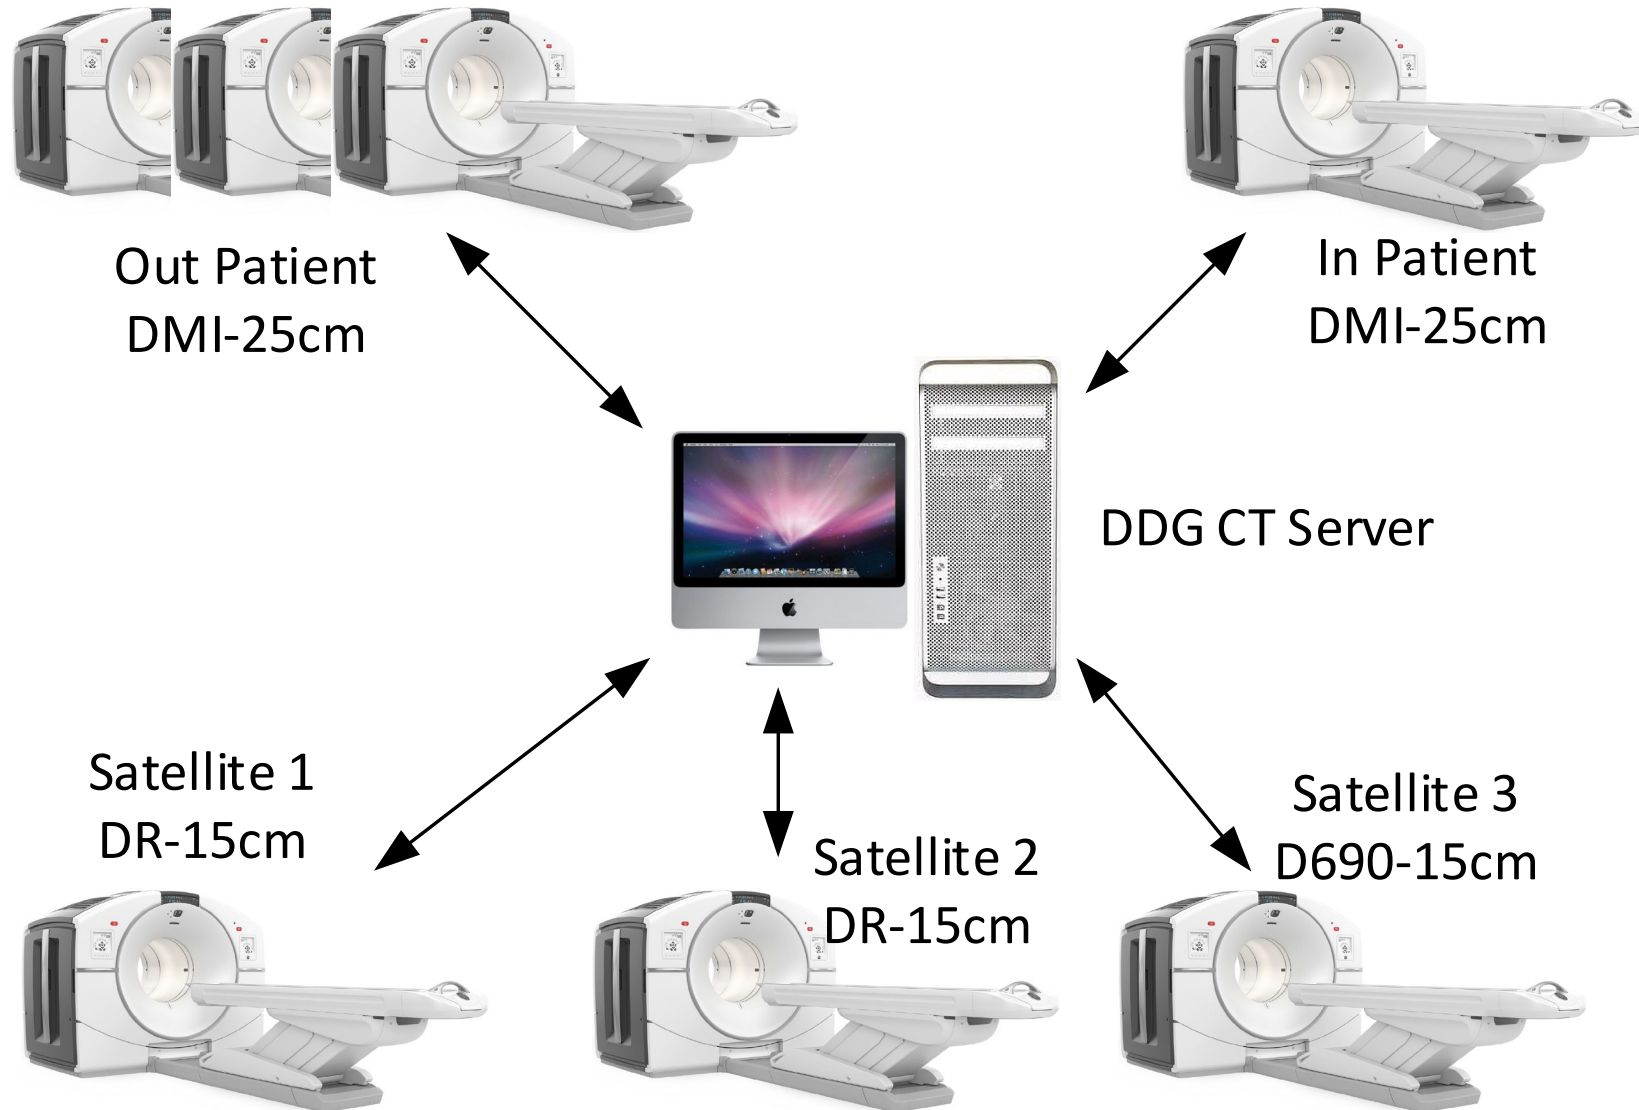 Out Patient
DMI-25cm
In Patient
DMI-25cm
DDG CT Server
Satellite 1
DR-15cm
Satellite 2
DR-15cm
Satellite 3
D690-15cm